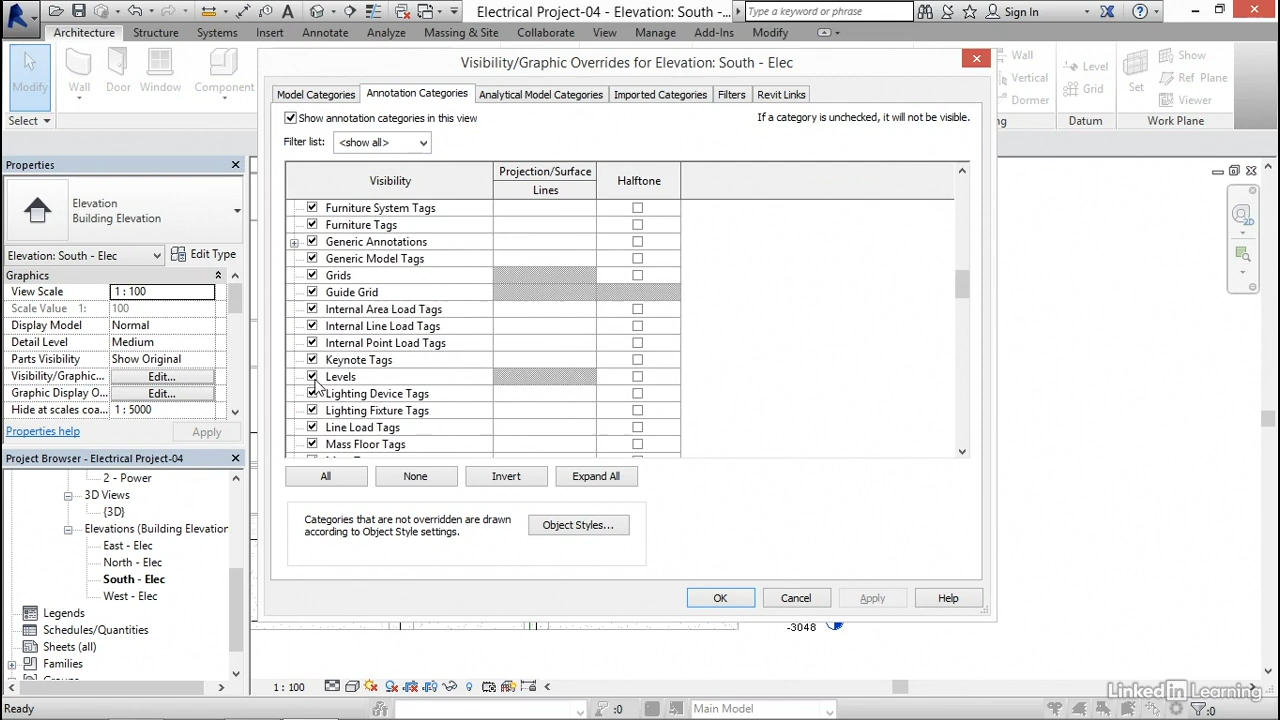 Electrical Project-04 - Elevation: South -...
Type a keyword or phrase
Sign In
Architecture Structure Systems Insert Annotate Analyze Massing & Site Collaborate View Manage Add-Ins Modify
Modify
Wall
Door
Window
Component
Select
Wall
Vertical
Dormer
Level
Grid
Datum
Set
Show
Ref Plane
Viewer
Work Plane
Visibility/Graphic Overrides for Elevation: South - Elec
Model Categories Annotation Categories Analytical Model Categories Imported Categories Filters Revit Links
Show annotation categories in this view
If a category is unchecked, it will not be visible.
Filter list: <show all>
Visibility
Projection/Surface
Lines
Halftone
Furniture System Tags
Furniture Tags
Generic Annotations
Generic Model Tags
Grids
Guide Grid
Internal Area Load Tags
Internal Line Load Tags
Internal Point Load Tags
Keynote Tags
Levels
Lighting Device Tags
Lighting Fixture Tags
Line Load Tags
Mass Floor Tags
All None Invert Expand All
Categories that are not overridden are drawn
according to Object Style settings.
Object Styles...
OK Cancel Apply Help
Properties
Elevation
Building Elevation
Elevation: South - Elec
Edit Type
Graphics
View Scale 1 : 100
Scale Value 1: 100
Display Model Normal
Detail Level Medium
Parts Visibility Show Original
Visibility/Graphic... Edit...
Graphic Display O... Edit...
Hide at scales coa... 1 : 5000
Properties help
Apply
Project Browser - Electrical Project-04
2 - Power
3D Views
{3D}
Elevations (Building Elevation
East - Elec
North - Elec
South - Elec
West - Elec
Legends
Schedules/Quantities
Sheets (all)
Families
-3048
1 : 100
Ready
:0
Main Model
:0
Linked in Learning